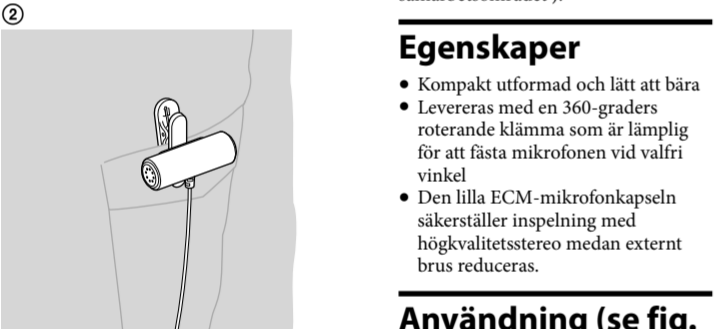 ②
Egenskaper
• Kompakt utformad och lätt att bära
• Levereras med en 360-graders
roterande klämma som är lämplig
för att fästa mikrofonen vid valfri
vinkel
• Den lilla ECM-mikrofonkapseln
säkerställer inspelning med
högkvalitetsstereo medan externt
brus reduceras.
Användning (se fig.